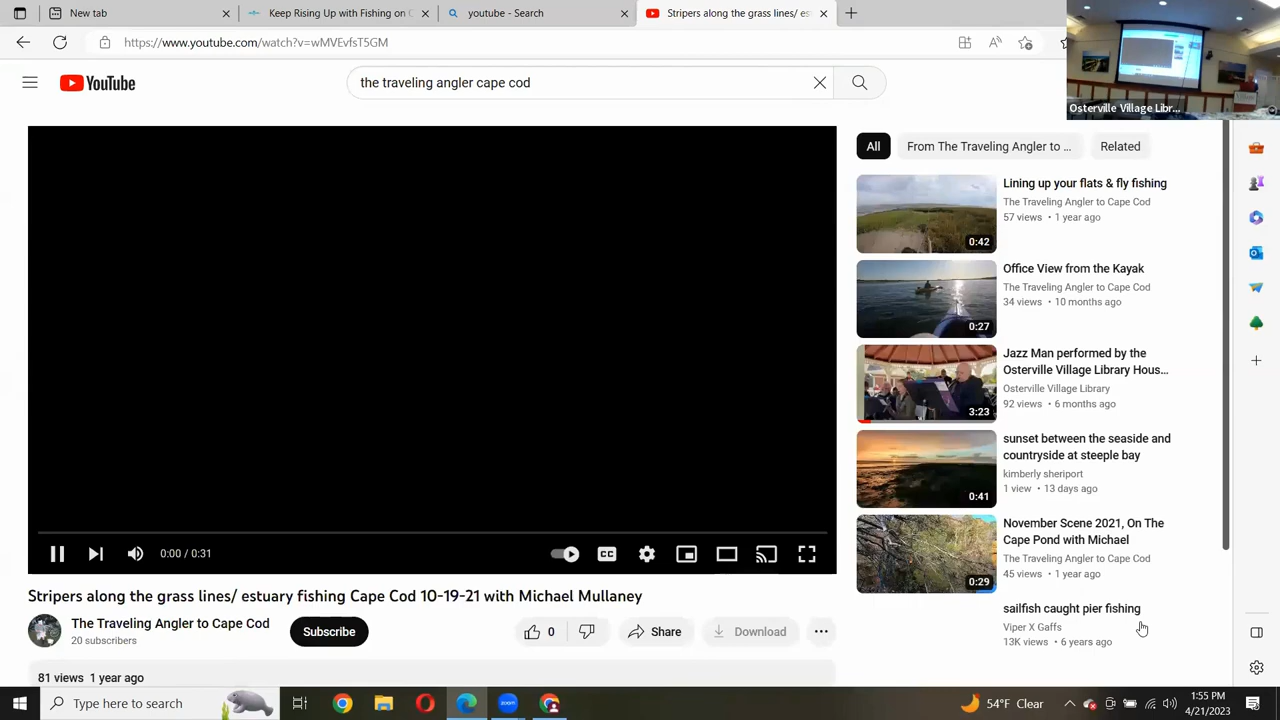 New tab
Keep Rising Up with Fishing on C
youtube - Search
Stripers along the grass lines/ es
https://www.youtube.com/watch?v=wMVEvfsT5GM
YouTube
the traveling angler cape cod
Osterville Village Libr...
All
From The Traveling Angler to ...
Related
Lining up your flats & fly fishing
The Traveling Angler to Cape Cod
57 views • 1 year ago
0:42
Office View from the Kayak
The Traveling Angler to Cape Cod
34 views • 10 months ago
0:27
Jazz Man performed by the
Osterville Village Library Hous...
Osterville Village Library
92 views • 6 months ago
3:23
sunset between the seaside and
countryside at steeple bay
kimberly sheriport
1 view • 13 days ago
0:41
November Scene 2021, On The
Cape Pond with Michael
The Traveling Angler to Cape Cod
45 views • 1 year ago
0:29
sailfish caught pier fishing
Viper X Gaffs
13K views • 6 years ago
0:00 / 0:31
CC
Stripers along the grass lines/ estuary fishing Cape Cod 10-19-21 with Michael Mullaney
The Traveling Angler to Cape Cod
20 subscribers
Subscribe
0
Share
Download
81 views 1 year ago
Type here to search
zoom
54°F Clear
1:55 PM
4/21/2023